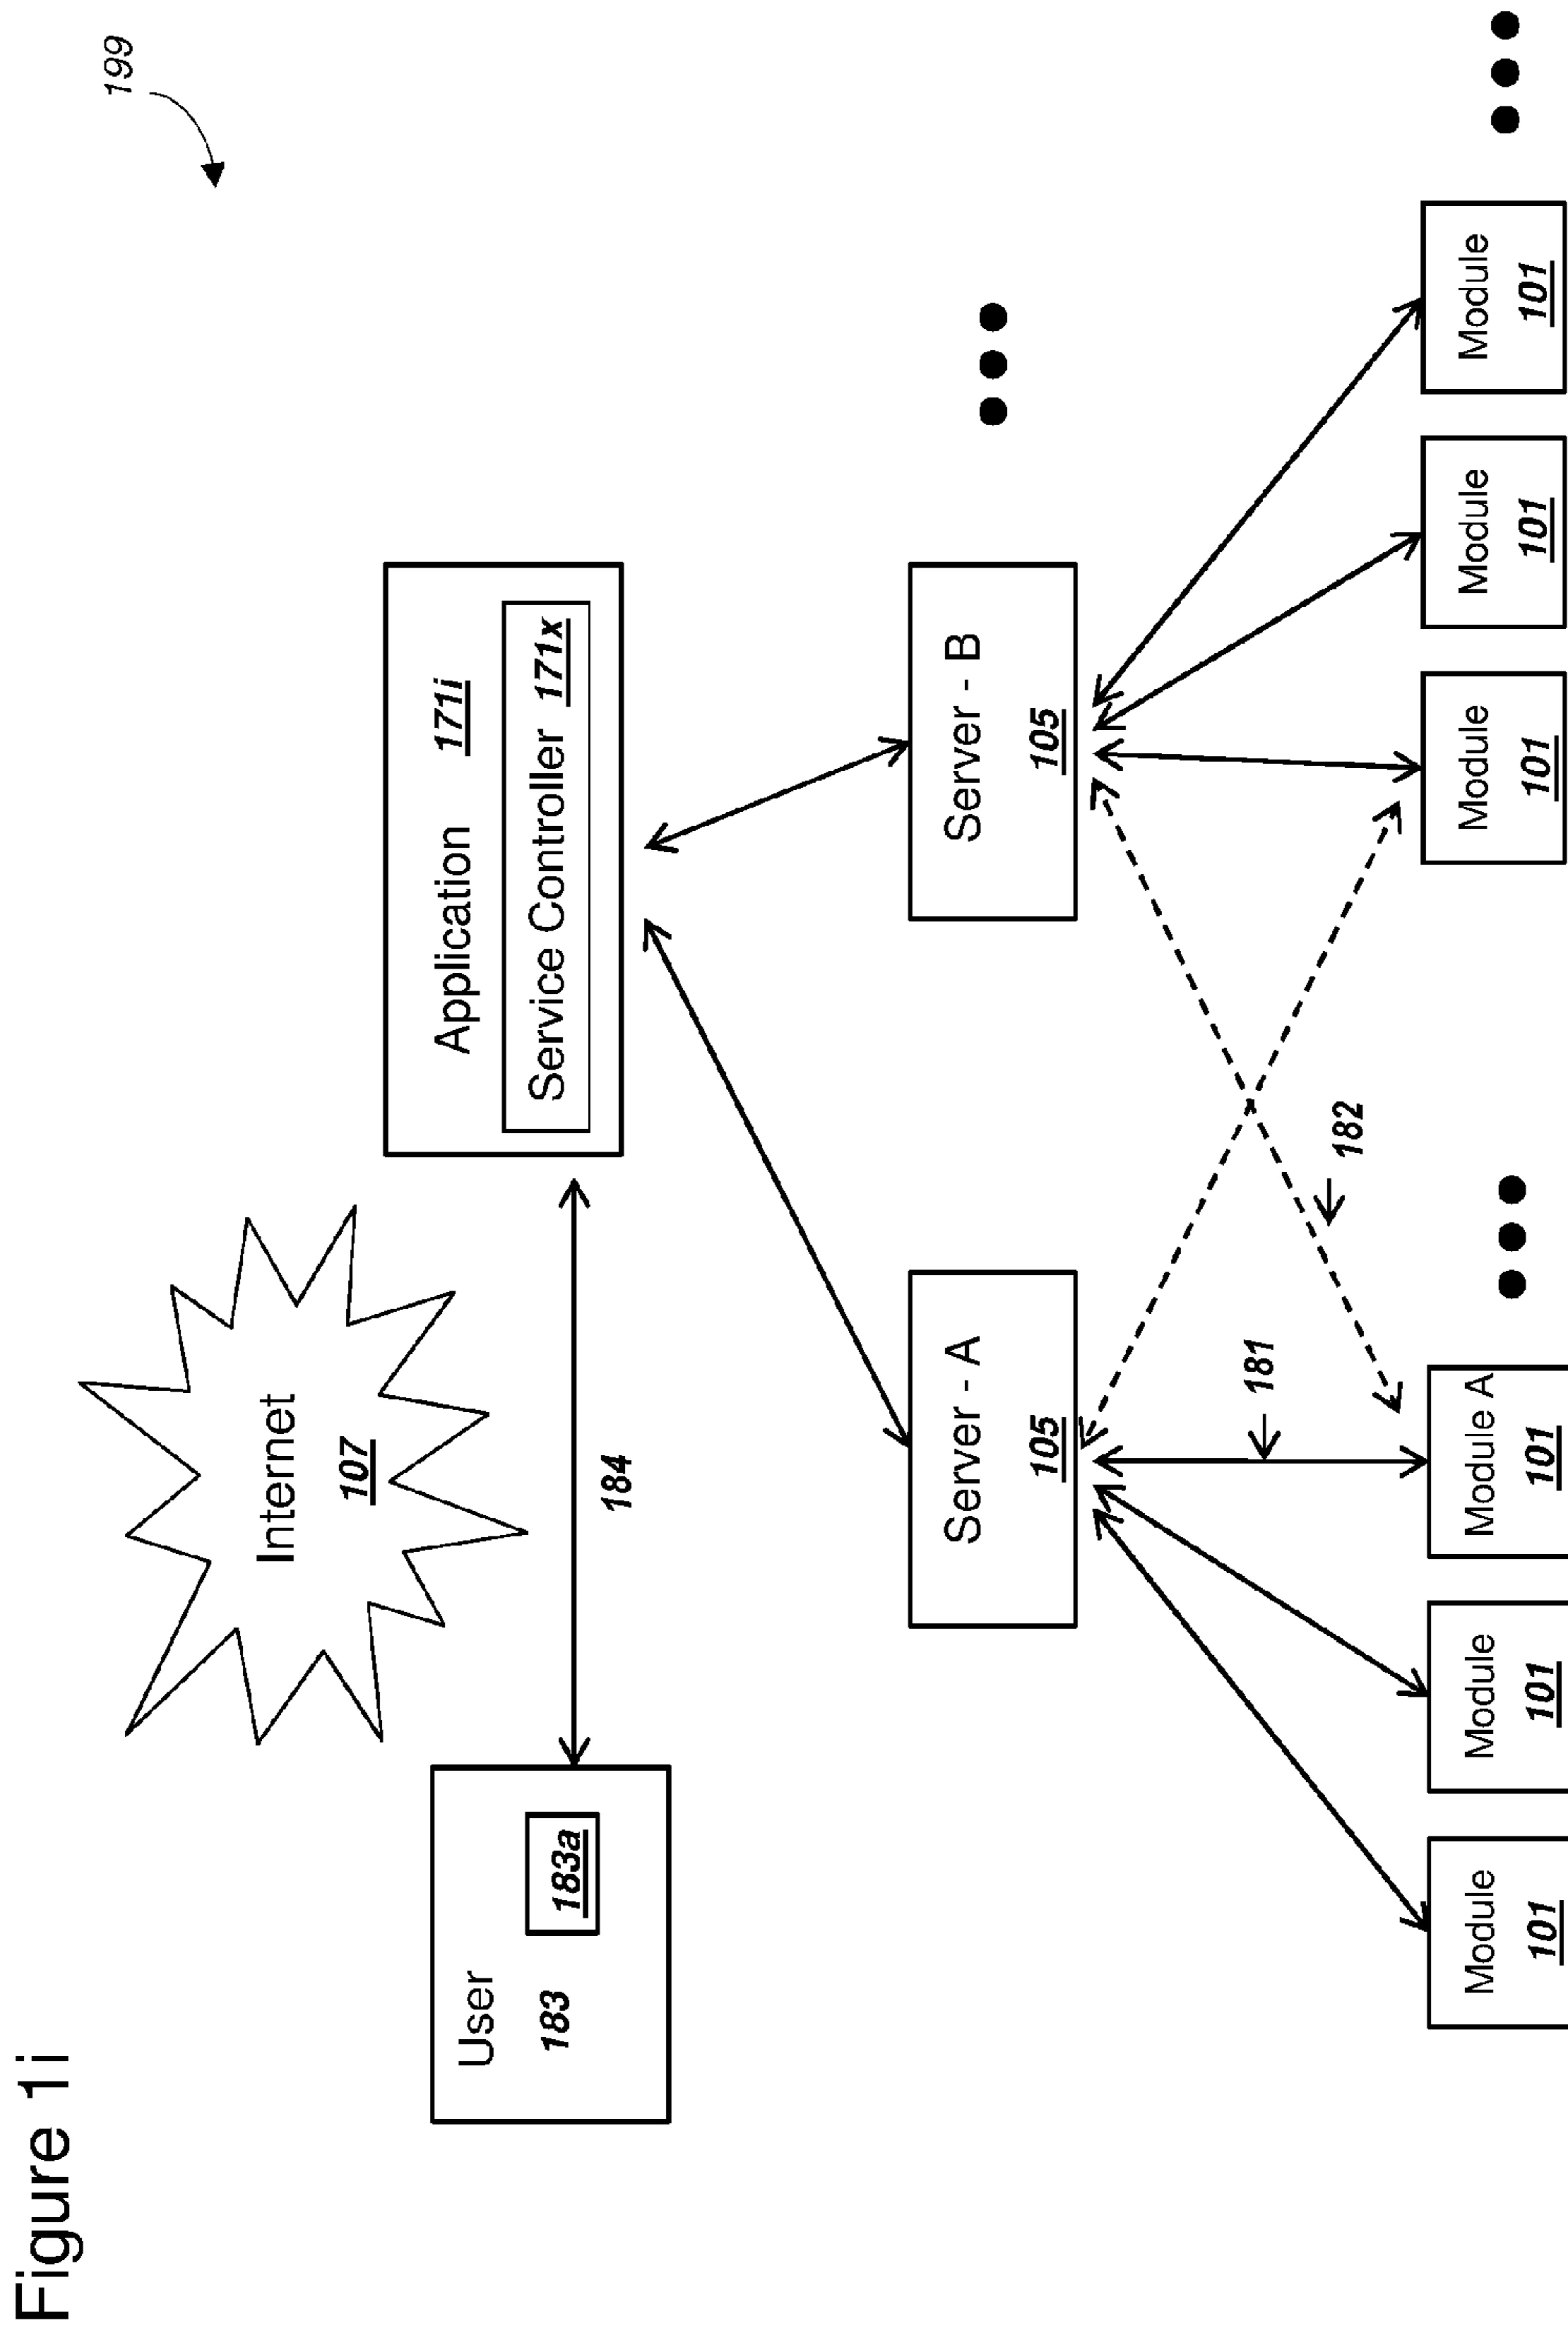 Figure 1i
199
Internet
107
User
183
183a
184
Application 171i
Service Controller 171x
Server - A
105
Server - B
105
181
182
Module
101
Module
101
Module A
101
Module
101
Module
101
Module
101